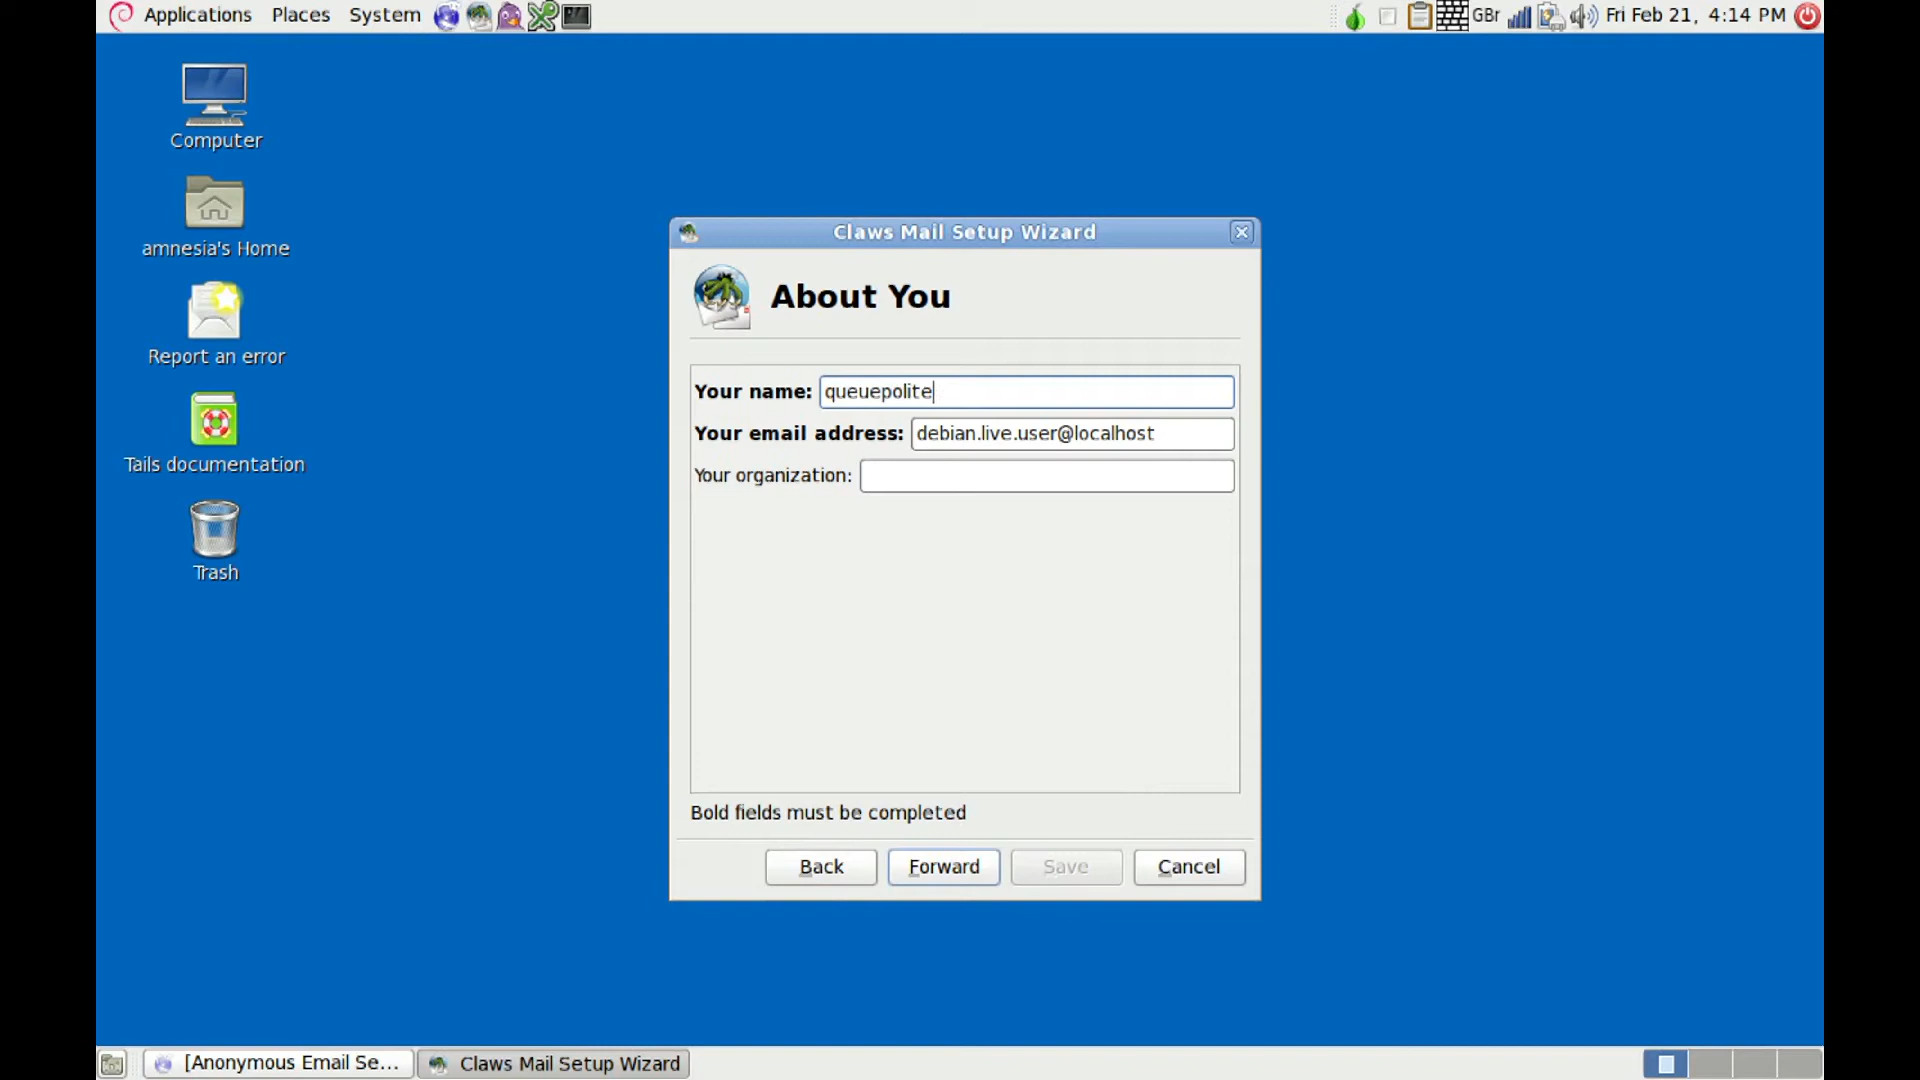 Applications Places System GBr Fri Feb 21, 4:14 PM
Computer
amnesia's Home
Report an error
Tails documentation
Trash
Claws Mail Setup Wizard
About You
Your name: queuepolite
Your email address: debian.live.user@localhost
Your organization:
Bold fields must be completed
Back Forward Save Cancel
[Anonymous Email Se... Claws Mail Setup Wizard